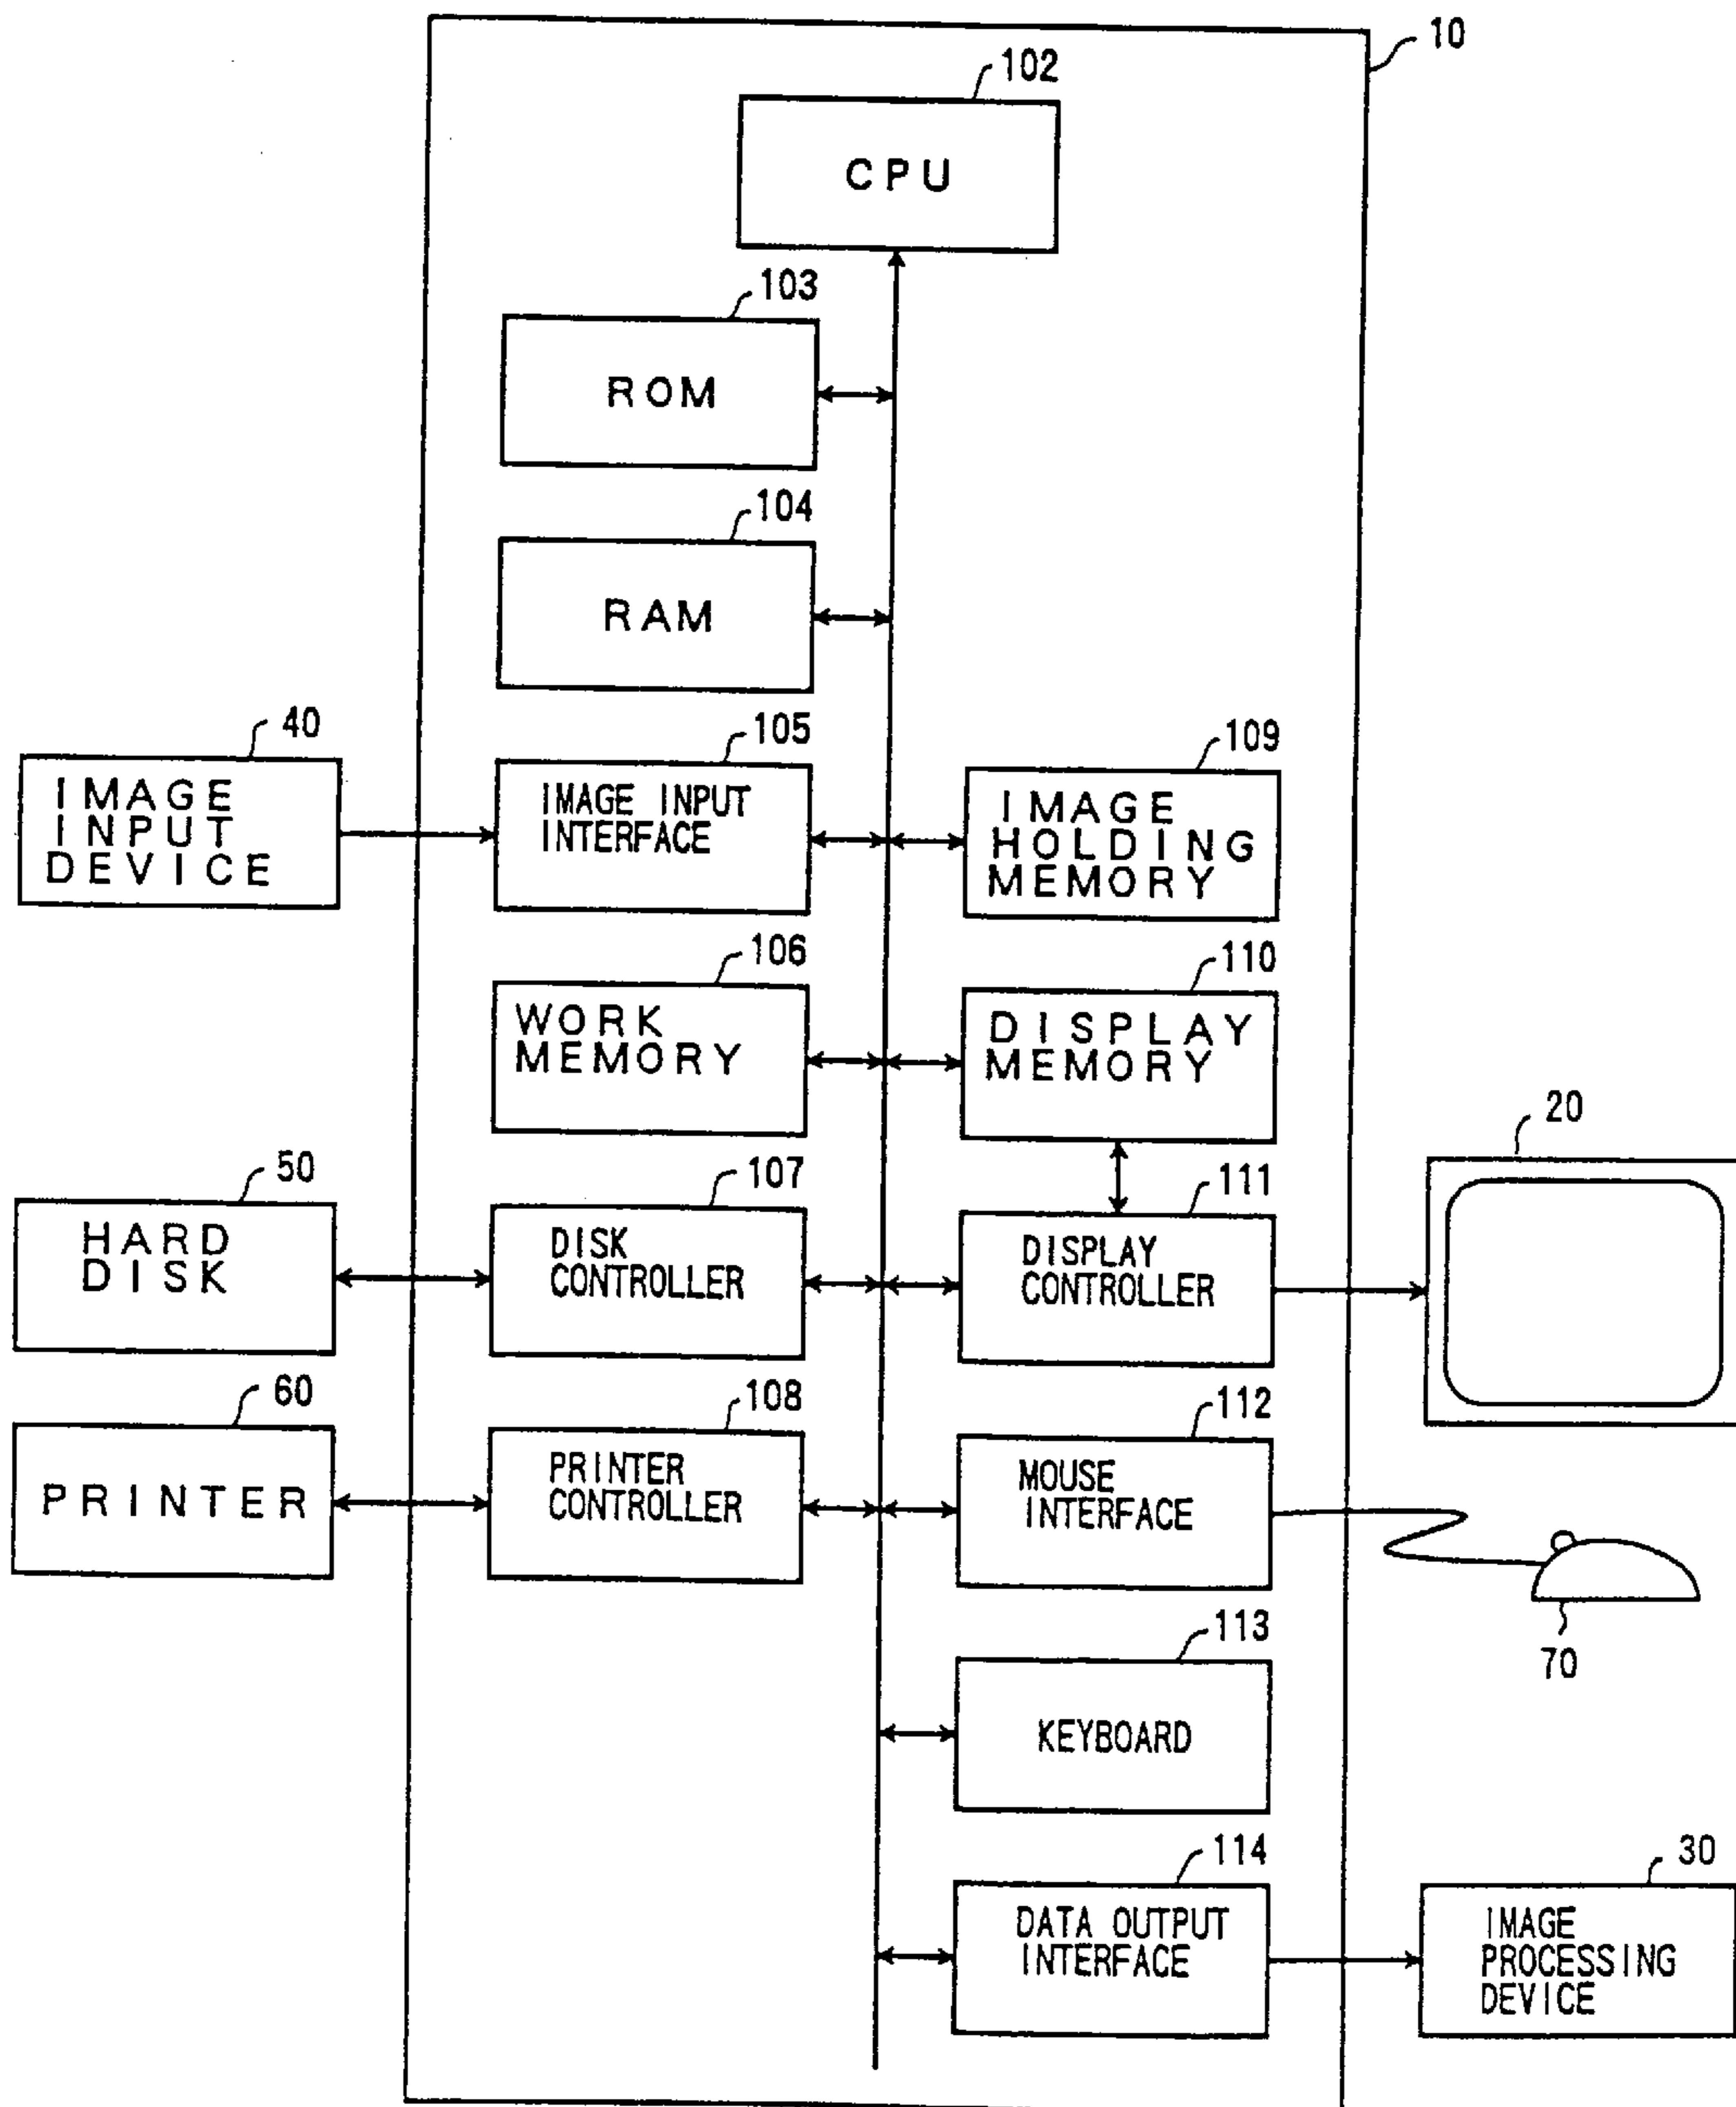 10
102
CPU
103
ROM
104
RAM
40
IMAGE
INPUT
DEVICE
105
IMAGE INPUT
INTERFACE
109
IMAGE
HOLDING
MEMORY
106
WORK
MEMORY
110
DISPLAY
MEMORY
50
HARD
DISK
107
DISK
CONTROLLER
111
DISPLAY
CONTROLLER
20
60
PRINTER
108
PRINTER
CONTROLLER
112
MOUSE
INTERFACE
70
113
KEYBOARD
114
DATA OUTPUT
INTERFACE
30
IMAGE
PROCESSING
DEVICE